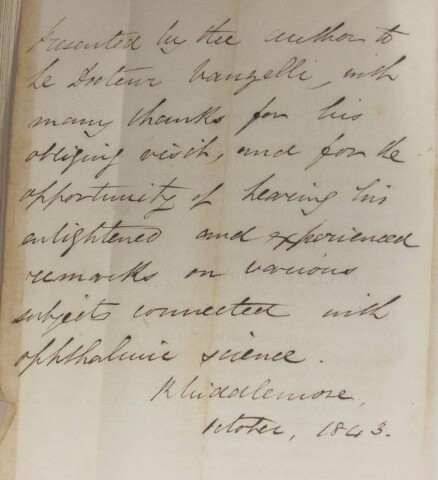 presented by the author to
Le Docteur Vangelli, with
many thanks for his
obliging visit, and for the
opportunity of hearing his
enlightened and experienced
remarks on various
subjects connected with
ophthalmic science.
R Middlemore,
October, 1843.